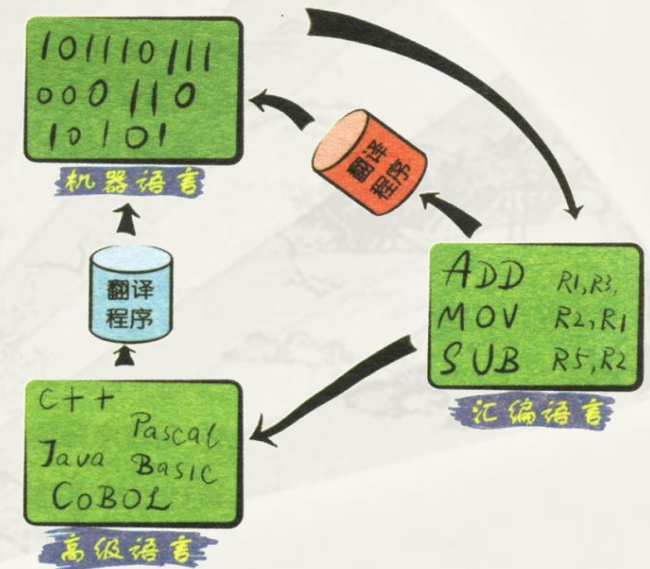 101110111
000110
10101
机器语言
翻译
程序
ADD R1,R3,
MOV R2,R1
SUB R5,R2
汇编语言
翻译
程序
C++
Pascal
Java Basic
COBOL
高级语言